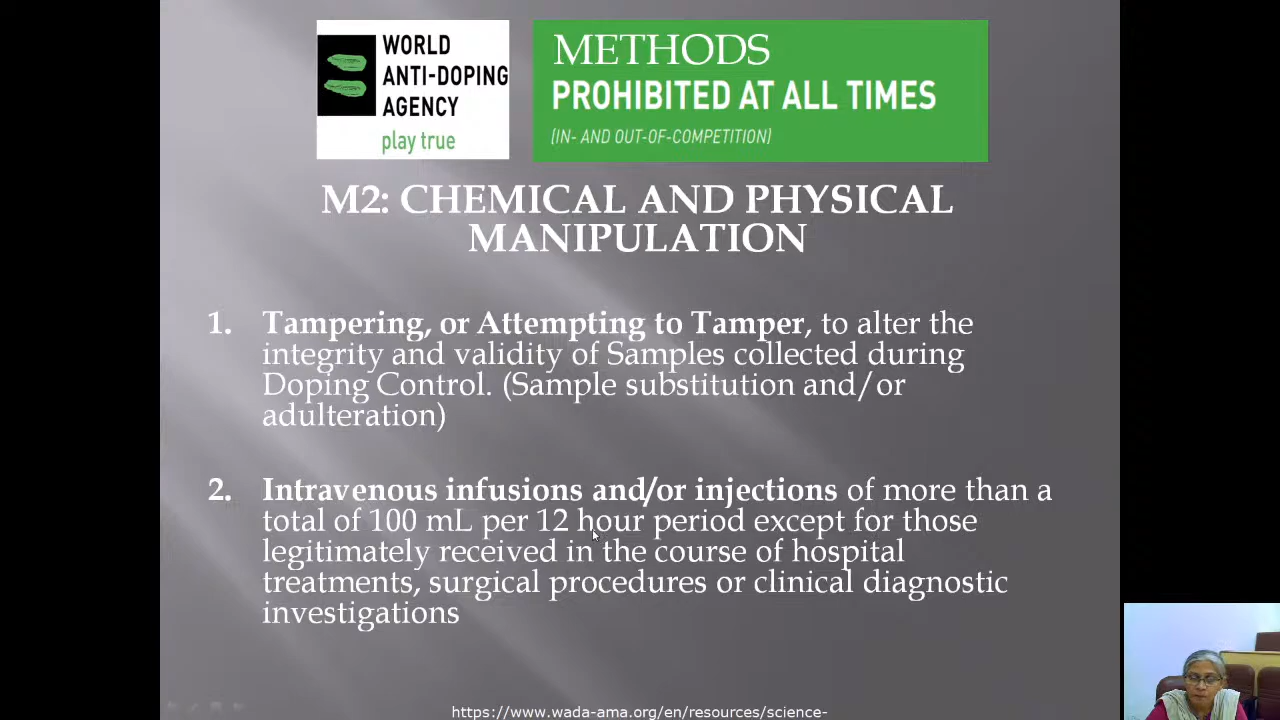 WORLD
ANTI-DOPING
AGENCY
play true
METHODS
PROHIBITED AT ALL TIMES
(IN- AND OUT-OF-COMPETITION)
M2: CHEMICAL AND PHYSICAL
MANIPULATION
1. Tampering, or Attempting to Tamper, to alter the
integrity and validity of Samples collected during
Doping Control. (Sample substitution and/or
adulteration)
2. Intravenous infusions and/or injections of more than a
total of 100 mL per 12 hour period except for those
legitimately received in the course of hospital
treatments, surgical procedures or clinical diagnostic
investigations
https://www.wada-ama.org/en/resources/science-